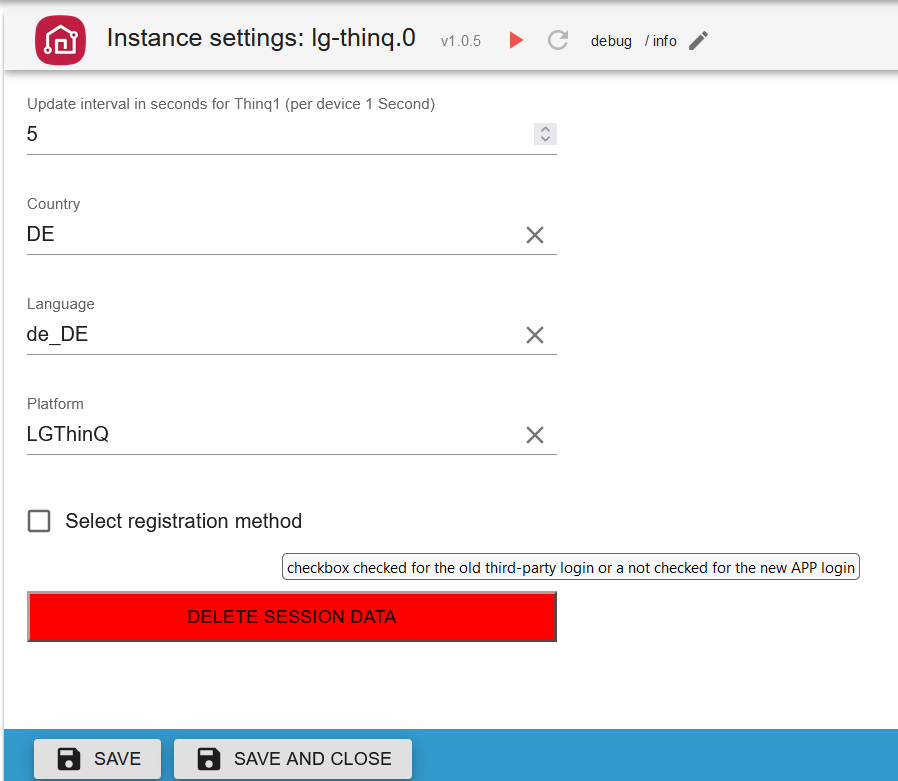 Instance settings: lg-thinq.0 v1.0.5 debug / info
Update interval in seconds for Thinq1 (per device 1 Second)
5
Country
DE
Language
de_DE
Platform
LGThinQ
Select registration method
checkbox checked for the old third-party login or a not checked for the new APP login
DELETE SESSION DATA
SAVE SAVE AND CLOSE